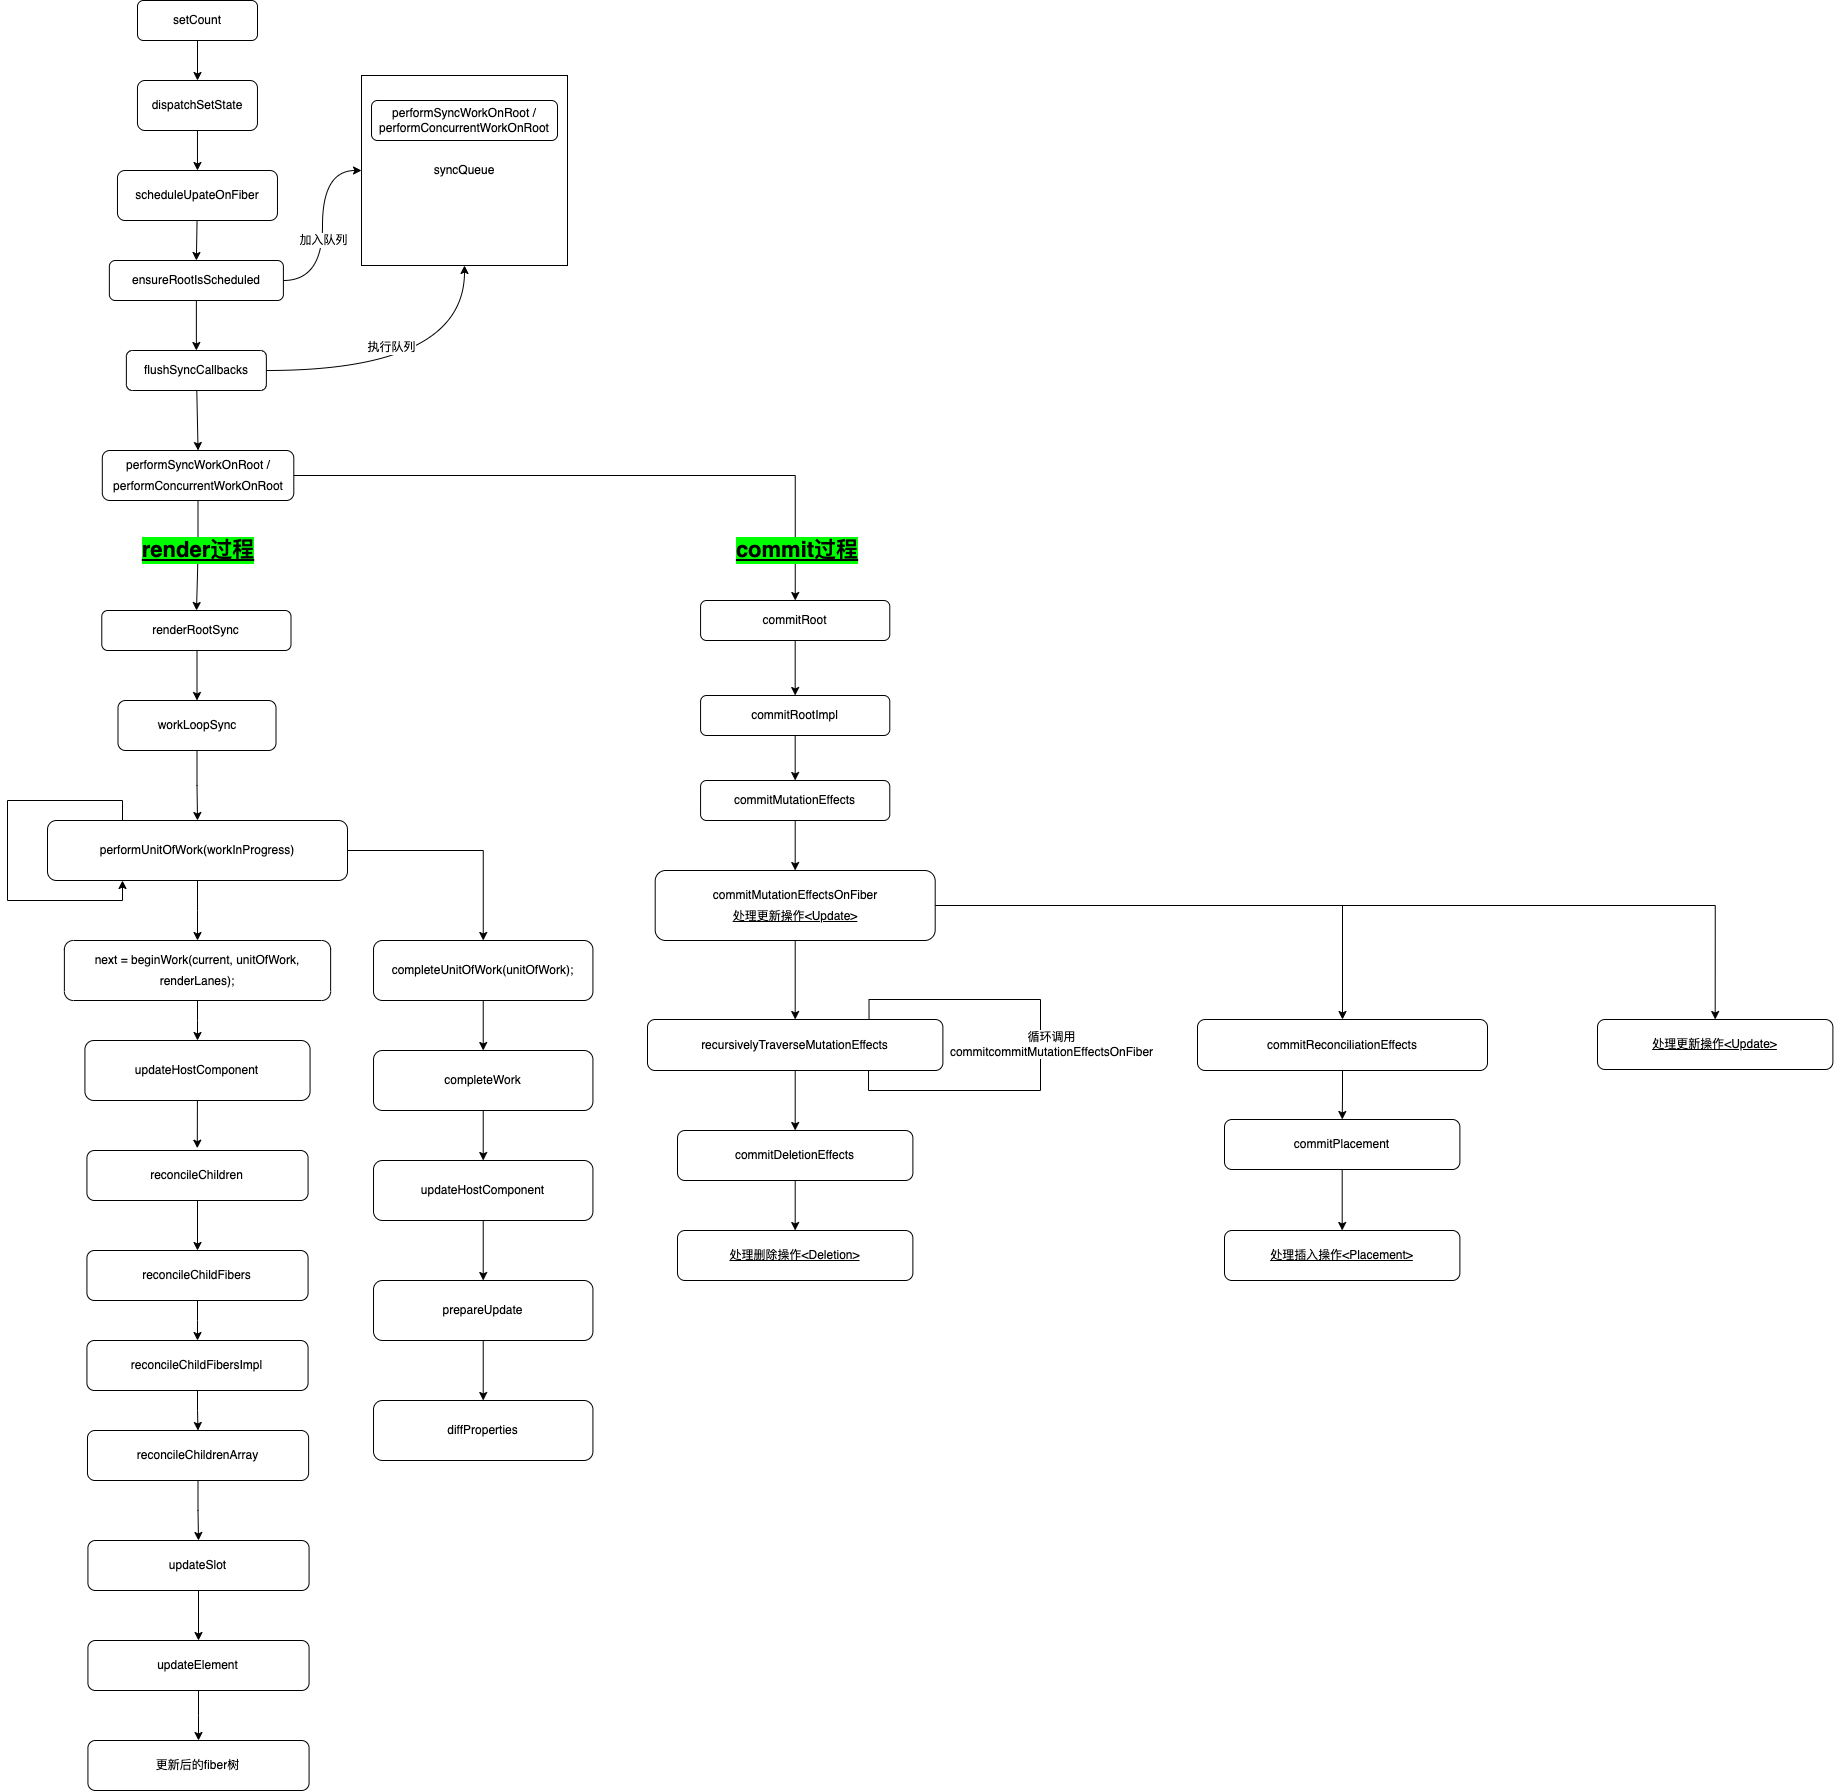 setCount
dispatchSetState
performSyncWorkOnRoot /
performConcurrentWorkOnRoot
syncQueue
scheduleUpateOnFiber
加入队列
ensureRootIsScheduled
执行队列
flushSyncCallbacks
performSyncWorkOnRoot /
performConcurrentWorkOnRoot
render过程
commit过程
renderRootSync
workLoopSync
performUnitOfWork(workInProgress)
next = beginWork(current, unitOfWork,
renderLanes);
updateHostComponent
reconcileChildren
reconcileChildFibers
reconcileChildFibersImpl
reconcileChildrenArray
updateSlot
updateElement
更新后的fiber树
completeUnitOfWork(unitOfWork);
completeWork
updateHostComponent
prepareUpdate
diffProperties
commitRoot
commitRootImpl
commitMutationEffects
commitMutationEffectsOnFiber
处理更新操作<Update>
recursivelyTraverseMutationEffects
循环调用
commitcommitMutationEffectsOnFiber
commitDeletionEffects
处理删除操作<Deletion>
commitReconciliationEffects
commitPlacement
处理插入操作<Placement>
处理更新操作<Update>